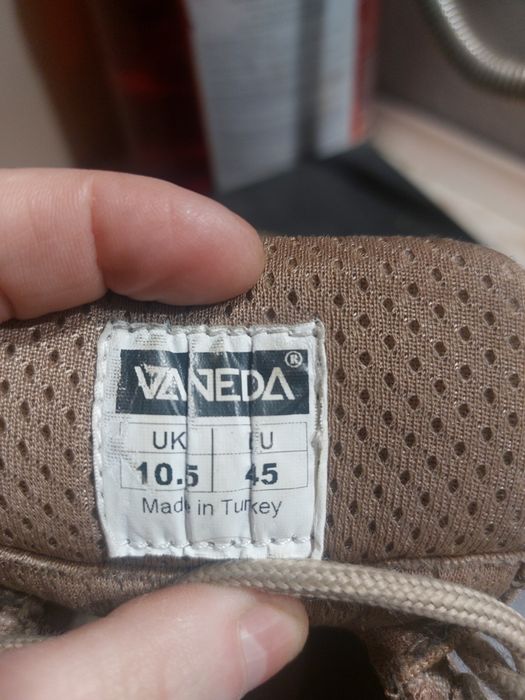 VANEDA®
UK EU
10.5 45
Made in Turkey